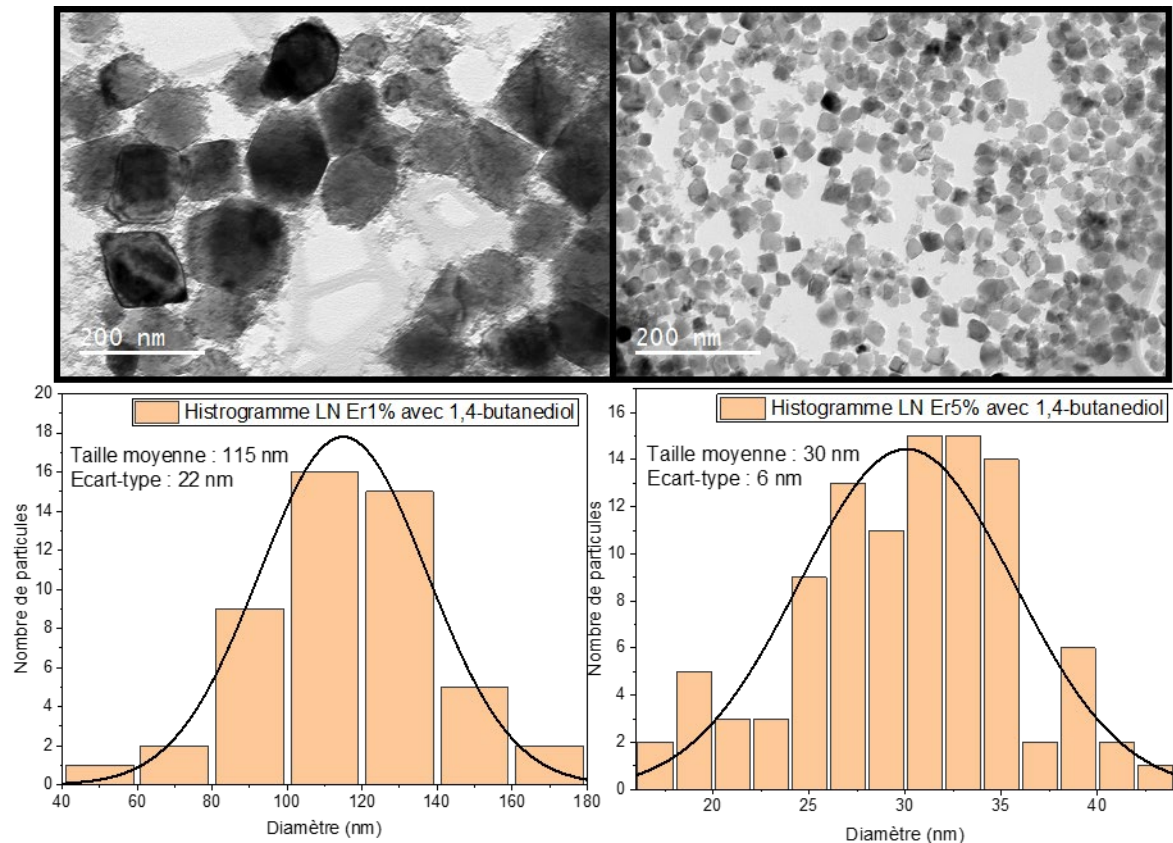 200 nm
200 nm
Histrogramme LN Er1% avec 1,4-butanediol
Taille moyenne : 115 nm
Ecart-type : 22 nm
Nombre de particules
20
18
16
14
12
10
8
6
4
2
0
40
60
80
100
120
140
160
180
Diamètre (nm)
Histogramme LN Er5% avec 1,4-butanediol
Taille moyenne : 30 nm
Ecart-type : 6 nm
Nombre de particules
16
14
12
10
8
6
4
2
0
20
25
30
35
40
Diamètre (nm)